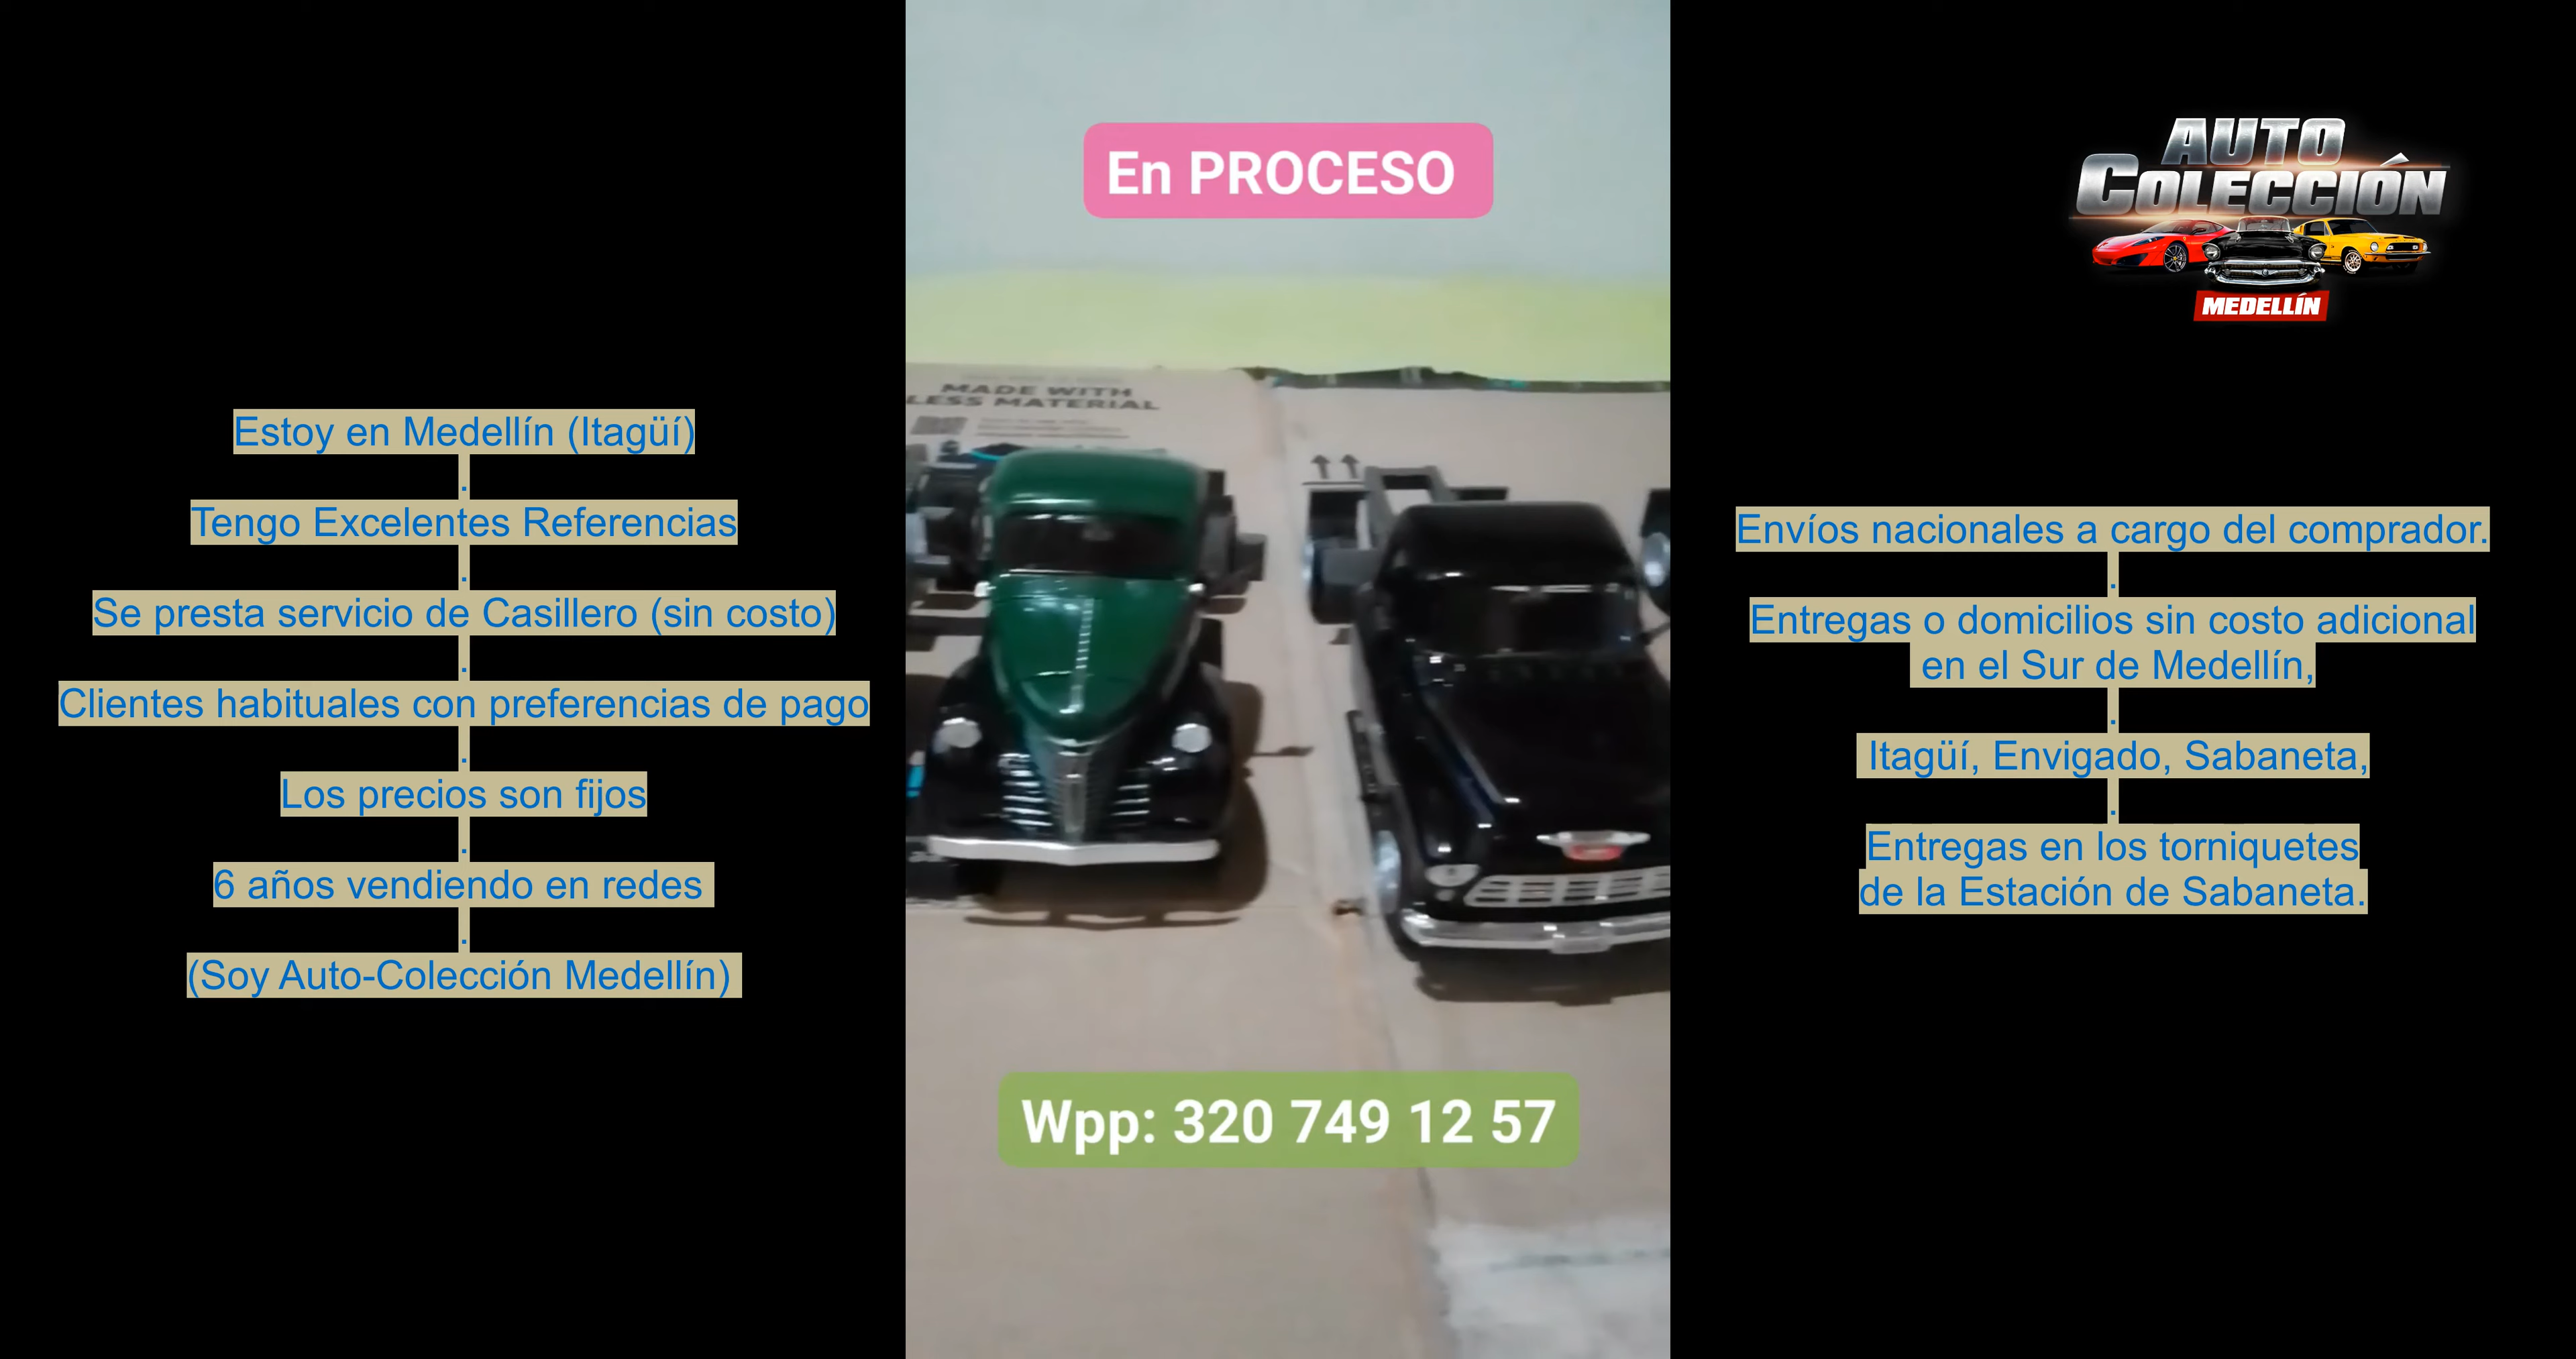 Estoy en Medellín (Itagüí)
.
Tengo Excelentes Referencias
.
Se presta servicio de Casillero (sin costo)
.
Clientes habituales con preferencias de pago
.
Los precios son fijos
.
6 años vendiendo en redes
.
(Soy Auto-Colección Medellín)
En PROCESO
MADE WITH
LESS MATERIAL
Wpp: 320 749 12 57
AUTO
COLECCIÓN
MEDELLÍN
Envíos nacionales a cargo del comprador.
.
Entregas o domicilios sin costo adicional
en el Sur de Medellín,
.
Itagüí, Envigado, Sabaneta,
.
Entregas en los torniquetes
de la Estación de Sabaneta.